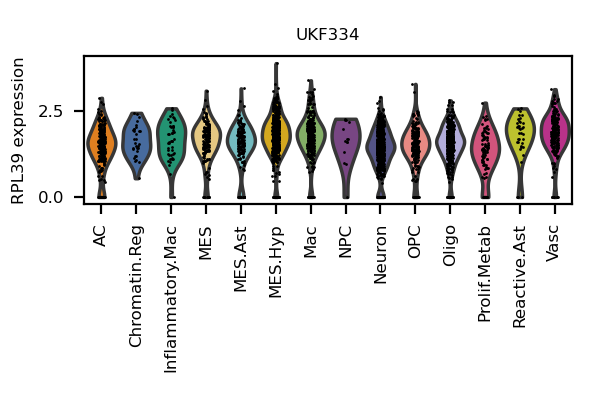 UKF334
RPL39 expression
2.5
0.0
AC
Chromatin.Reg
Inflammatory.Mac
MES
MES.Ast
MES.Hyp
Mac
NPC
Neuron
OPC
Oligo
Prolif.Metab
Reactive.Ast
Vasc